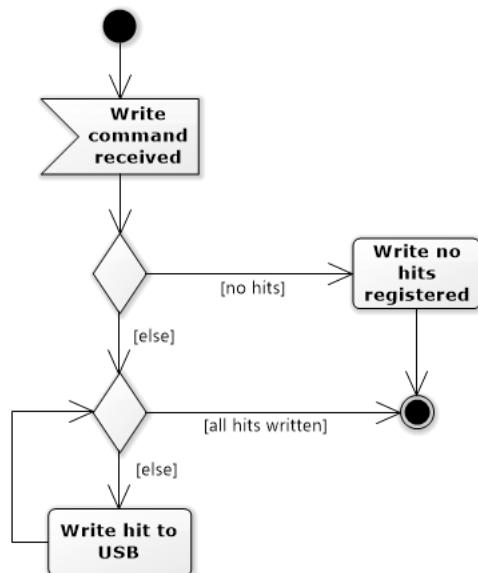 Write
command
received
Write no
hits
registered
[no hits]
[else]
[all hits written]
[else]
Write hit to
USB